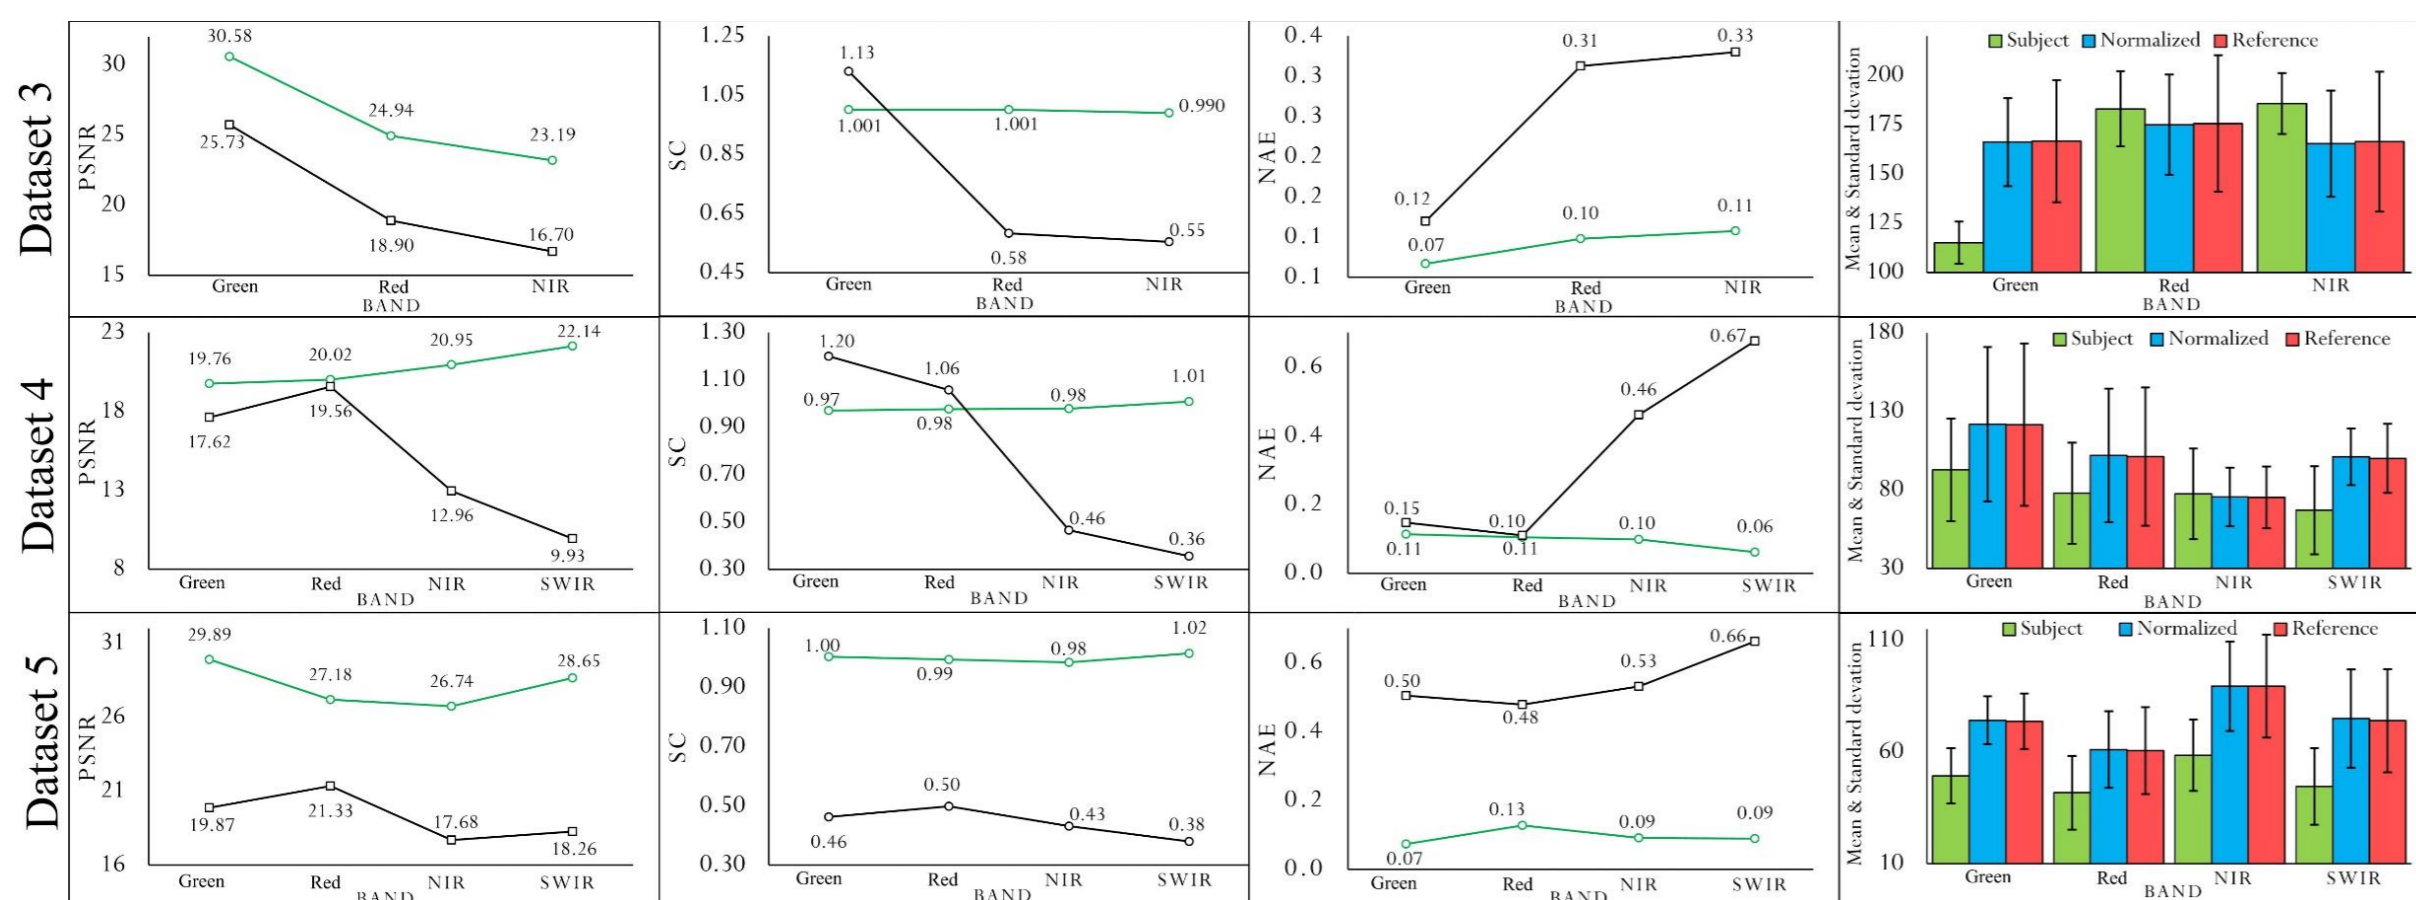 Dataset 3
PSNR
30
25
20
15
30.58
24.94
23.19
25.73
18.90
16.70
Green Red NIR
BAND
SC
1.25
1.05
0.85
0.65
0.45
1.13
1.001
1.001
0.990
0.58
0.55
Green Red NIR
BAND
NAE
0.4
0.3
0.3
0.2
0.2
0.1
0.1
0.12
0.31
0.33
0.07
0.10
0.11
Green Red NIR
BAND
Mean & Standard devation
Subject Normalized Reference
200
175
150
125
100
Green Red NIR
BAND
Dataset 4
PSNR
23
18
13
8
19.76
20.02
20.95
22.14
17.62
19.56
12.96
9.93
Green Red NIR SWIR
BAND
SC
1.30
1.10
0.90
0.70
0.50
0.30
1.20
1.06
0.98
1.01
0.97
0.98
0.46
0.36
Green Red NIR SWIR
BAND
NAE
0.6
0.4
0.2
0.0
0.15
0.10
0.46
0.67
0.11
0.11
0.10
0.06
Green Red NIR SWIR
BAND
Mean & Standard devation
Subject Normalized Reference
180
130
80
30
Green Red NIR SWIR
BAND
Dataset 5
PSNR
31
26
21
16
29.89
27.18
26.74
28.65
19.87
21.33
17.68
18.26
Green Red NIR SWIR
BAND
SC
1.10
0.90
0.70
0.50
0.30
1.00
0.99
0.98
1.02
0.46
0.50
0.43
0.38
Green Red NIR SWIR
NAE
0.6
0.4
0.2
0.0
0.50
0.48
0.53
0.66
0.07
0.13
0.09
0.09
Green Red NIR SWIR
BAND
Mean & Standard devation
Subject Normalized Reference
110
60
10
Green Red NIR SWIR
BAND